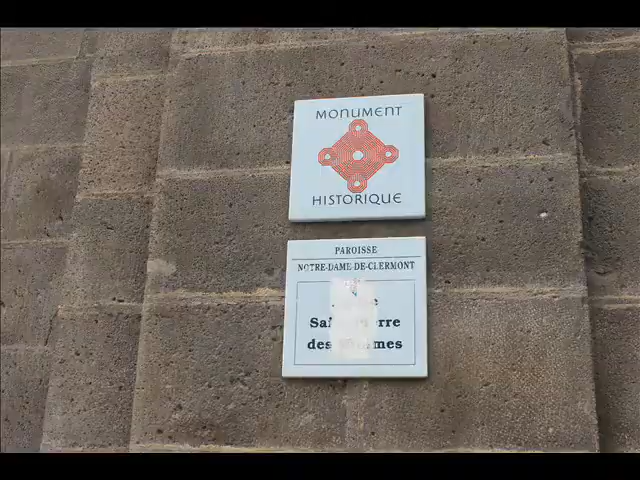 MONUMENT
HISTORIQUE
PAROISSE
NOTRE-DAME-DE-CLERMONT
des